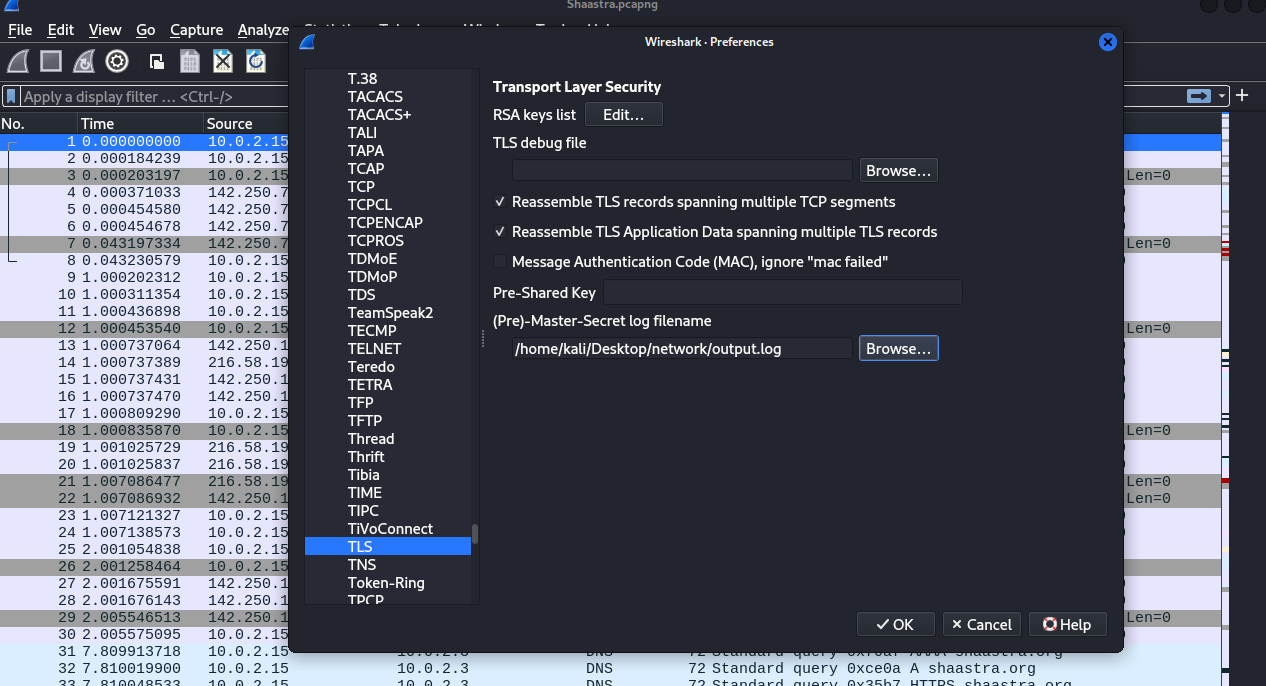 Shaastra.pcapng
File Edit View Go Capture Analyze
Wireshark · Preferences
Apply a display filter ... <Ctrl-/>
No. Time Source
1 0.000000000 10.0.2.15
2 0.000184239 10.0.2.15
3 0.000203197 10.0.2.15 Len=0
4 0.000371033 142.250.7
5 0.000454580 142.250.7
6 0.000454678 142.250.7
7 0.043197334 142.250.7 Len=0
8 0.043230579 10.0.2.15
9 1.000202312 10.0.2.15
10 1.000311354 10.0.2.15
11 1.000436898 10.0.2.15
12 1.000453540 10.0.2.15 Len=0
13 1.000737064 142.250.1
14 1.000737389 216.58.19
15 1.000737431 142.250.1
16 1.000737470 142.250.1
17 1.000809290 10.0.2.15
18 1.000835870 10.0.2.15 Len=0
19 1.001025729 216.58.19
20 1.001025837 216.58.19
21 1.007086477 216.58.19 Len=0
22 1.007086932 142.250.1 Len=0
23 1.007121327 10.0.2.15
24 1.007138573 10.0.2.15
25 2.001054838 10.0.2.15
26 2.001258464 10.0.2.15
27 2.001675591 142.250.1
28 2.001676143 142.250.1
29 2.005546513 142.250.1 Len=0
30 2.005575095 10.0.2.15
31 7.809913718 10.0.2.15 10.0.2.3 DNS 72 Standard query AAAA shaastra.org
32 7.810019900 10.0.2.15 10.0.2.3 DNS 72 Standard query 0xce0a A shaastra.org
33 7.810048533 10.0.2.15 10.0.2.3 DNS 72 Standard query 0x35b7 HTTPS shaastra.org
T.38
TACACS
TACACS+
TALI
TAPA
TCAP
TCP
TCPCL
TCPENCAP
TCPROS
TDMoE
TDMoP
TDS
TeamSpeak2
TECMP
TELNET
Teredo
TETRA
TFP
TFTP
Thread
Thrift
Tibia
TIME
TIPC
TiVoConnect
TLS
TNS
Token-Ring
TPCP
Transport Layer Security
RSA keys list Edit…
TLS debug file
Browse…
Reassemble TLS records spanning multiple TCP segments
Reassemble TLS Application Data spanning multiple TLS records
Message Authentication Code (MAC), ignore "mac failed"
Pre-Shared Key
(Pre)-Master-Secret log filename
/home/kali/Desktop/network/output.log Browse…
OK Cancel Help